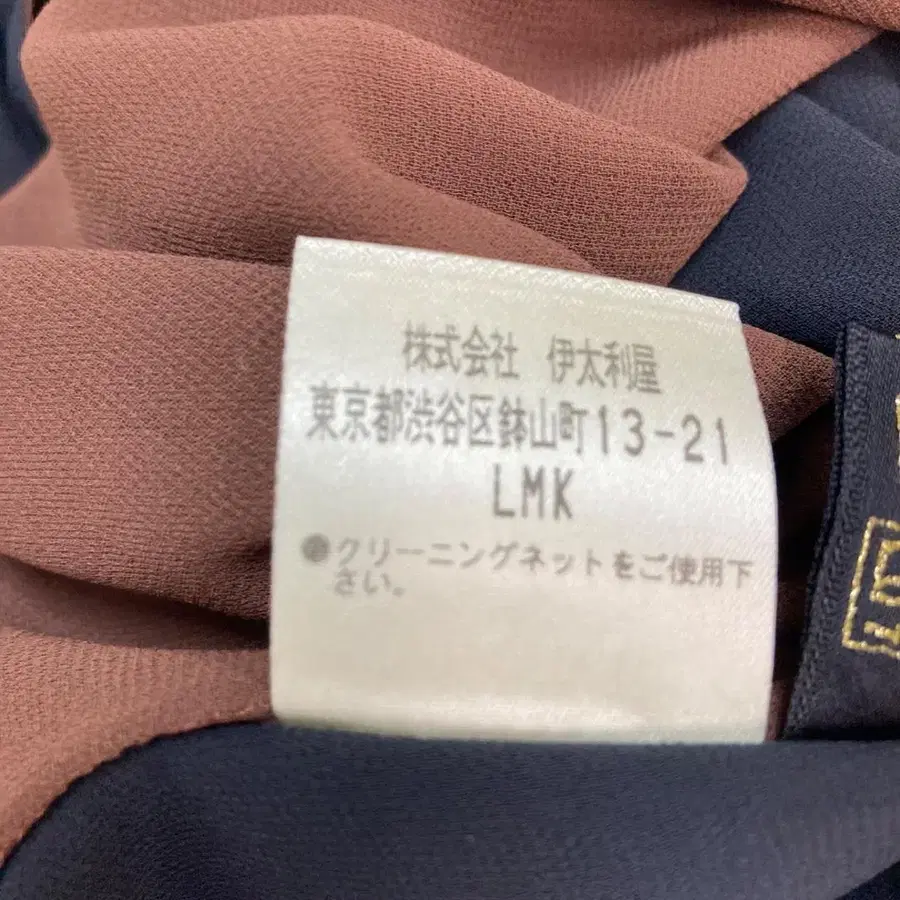 株式会社 伊太利屋
東京都渋谷区鉢山町13-21
LMK
●クリーニングネットをご使用下
さい。